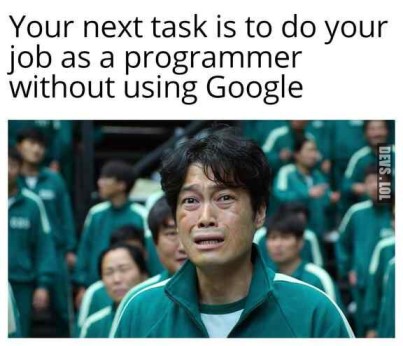 Your next task is to do your
job as a programmer
without using Google
DEVS.LOL